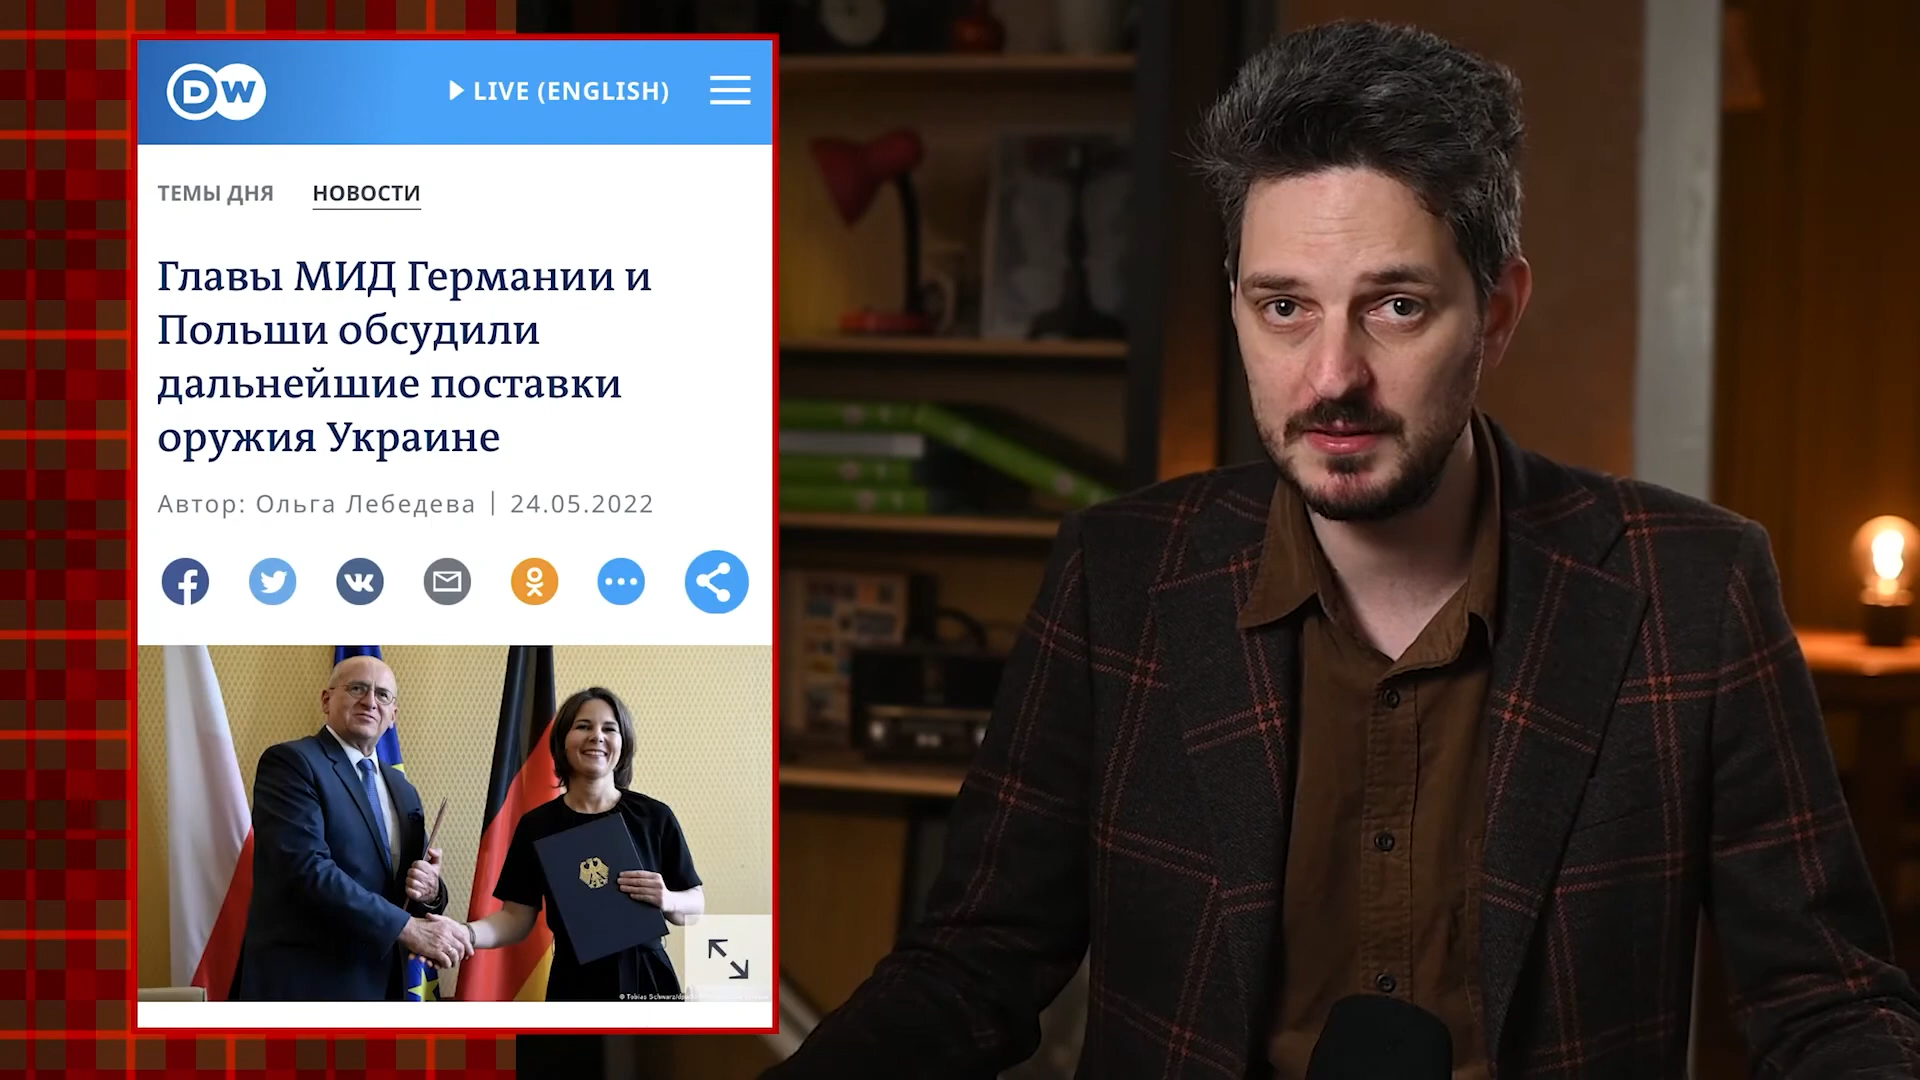 DW
LIVE (ENGLISH)
ТЕМЫ ДНЯ НОВОСТИ
Главы МИД Германии и
Польши обсудили
дальнейшие поставки
оружия Украине
Автор: Ольга Лебедева | 24.05.2022